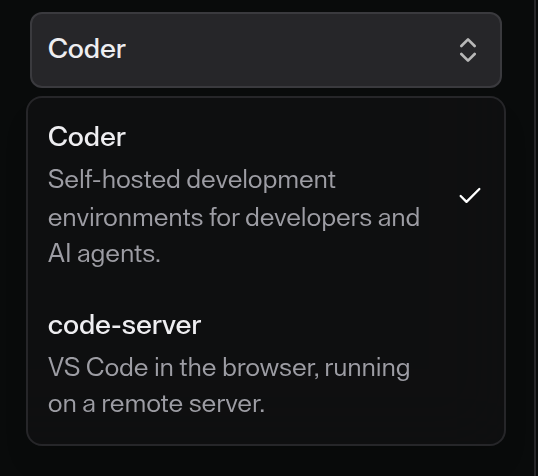 Coder
Coder
Self-hosted development
environments for developers and
AI agents.
code-server
VS Code in the browser, running
on a remote server.